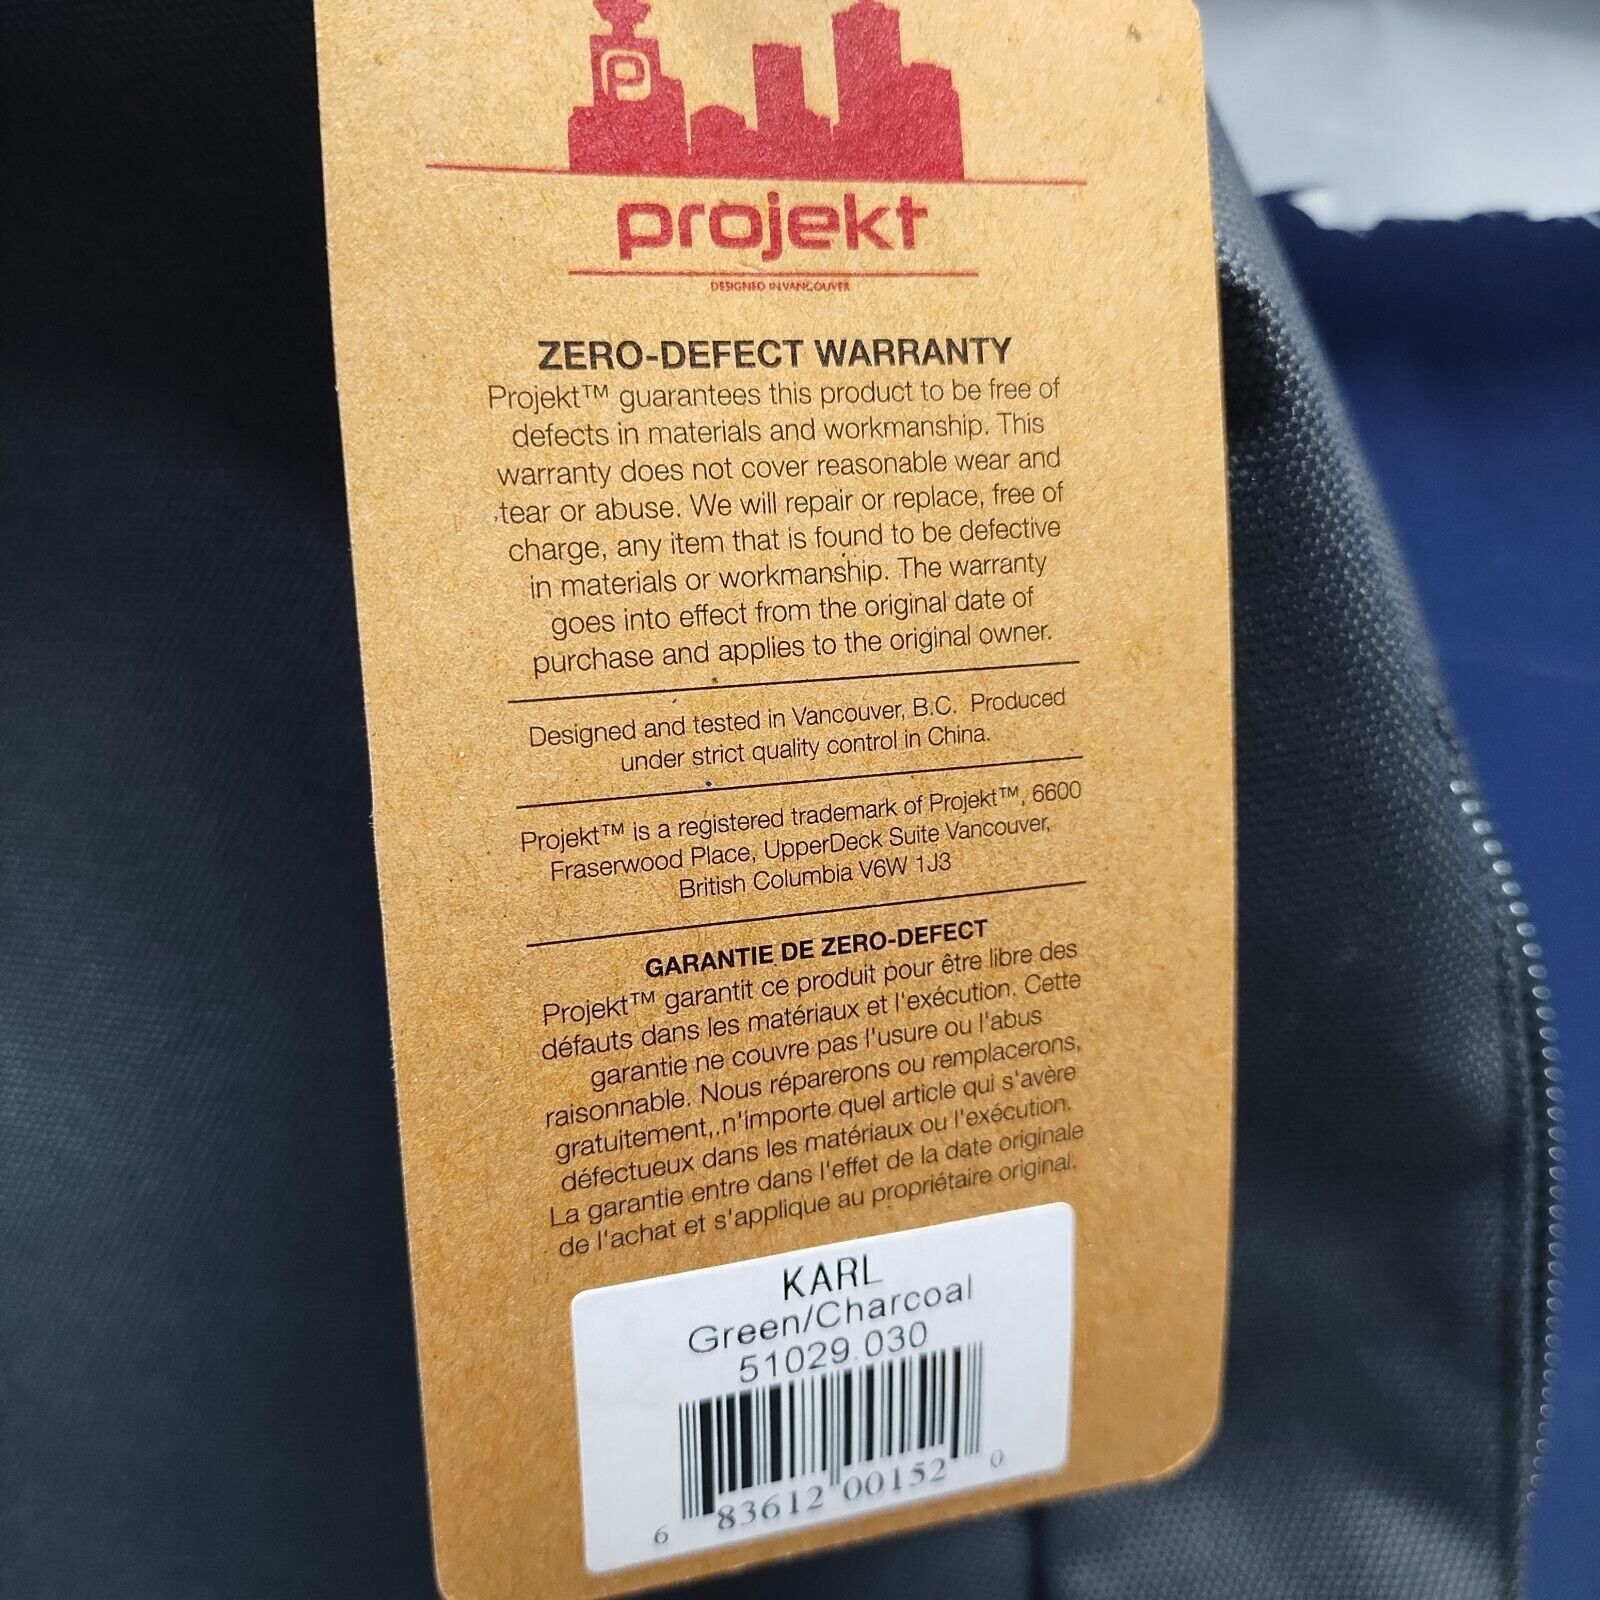 P
projekt
DESIGNED IN VANCOUVER
ZERO-DEFECT WARRANTY
Projekt™ guarantees this product to be free of
defects in materials and workmanship. This
warranty does not cover reasonable wear and
tear or abuse. We will repair or replace, free of
charge, any item that is found to be defective
in materials or workmanship. The warranty
goes into effect from the original date of
purchase and applies to the original owner.
Designed and tested in Vancouver, B.C. Produced
under strict quality control in China.
Projekt™ is a registered trademark of Projekt™, 6600
Fraserwood Place, UpperDeck Suite Vancouver,
British Columbia V6W 1J3
GARANTIE DE ZERO-DEFECT
Projekt™ garantit ce produit pour être libre des
défauts dans les matériaux et l'exécution. Cette
garantie ne couvre pas l'usure ou l'abus
raisonnable. Nous réparerons ou remplacerons,
gratuitement,.n'importe quel article qui s'avère
défectueux dans les matériaux ou l'exécution.
La garantie entre dans l'effet de la date originale
de l'achat et s'applique au propriétaire original.
KARL
Green/Charcoal
51029.030
6 83612 00152 0